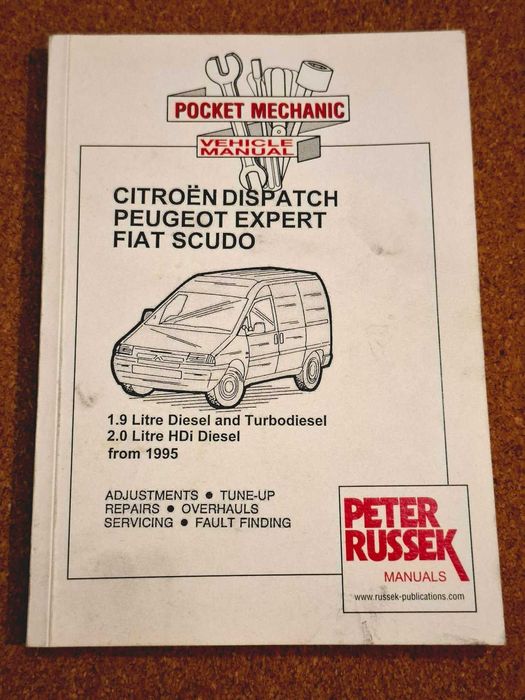 POCKET MECHANIC
VEHICLE
MANUAL
CITROËN DISPATCH
PEUGEOT EXPERT
FIAT SCUDO
1.9 Litre Diesel and Turbodiesel
2.0 Litre HDi Diesel
from 1995
ADJUSTMENTS ● TUNE-UP
REPAIRS ● OVERHAULS
SERVICING ● FAULT FINDING
PETER
RUSSEK
MANUALS
www.russek-publications.com